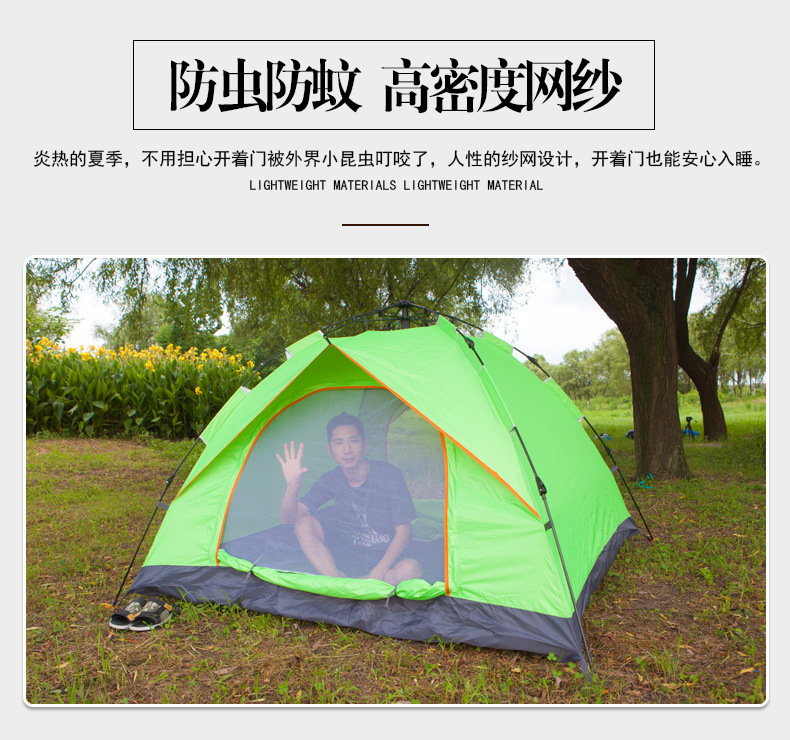 防虫防蚊 高密度网纱
炎热的夏季，不用担心开着门被外界小昆虫叮咬了，人性的纱网设计，开着门也能安心入睡。
LIGHTWEIGHT MATERIALS LIGHTWEIGHT MATERIAL